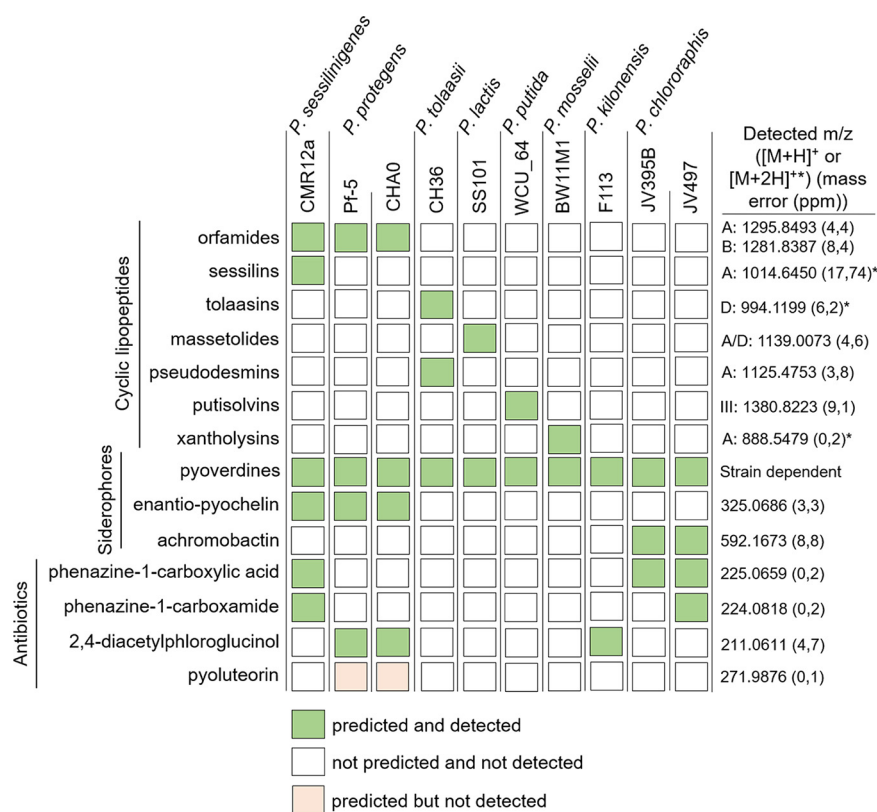 P. sessilinigenes
P. protegens
P. tolaasii
P. lactis
P. putida
P. mosselii
P. kilonensis
P. chlororaphis
CMR12a
Pf-5
CHA0
CH36
SS101
WCU_64
BW11M1
F113
JV395B
JV497
Detected m/z
([M+H]+ or
[M+2H]+*) (mass
error (ppm))
Cyclic lipopeptides
orfamides
A: 1295.8493 (4,4)
B: 1281.8387 (8,4)
sessilins
A: 1014.6450 (17,74)*
tolaasins
D: 994.1199 (6,2)*
massetolides
A/D: 1139.0073 (4,6)
pseudodesmins
A: 1125.4753 (3,8)
putisolvins
III: 1380.8223 (9,1)
xantholysins
A: 888.5479 (0,2)*
Siderophores
pyoverdines
Strain dependent
enantio-pyochelin
325.0686 (3,3)
achromobactin
592.1673 (8,8)
Antibiotics
phenazine-1-carboxylic acid
225.0659 (0,2)
phenazine-1-carboxamide
224.0818 (0,2)
2,4-diacetylphloroglucinol
211.0611 (4,7)
pyoluteorin
271.9876 (0,1)
predicted and detected
not predicted and not detected
predicted but not detected